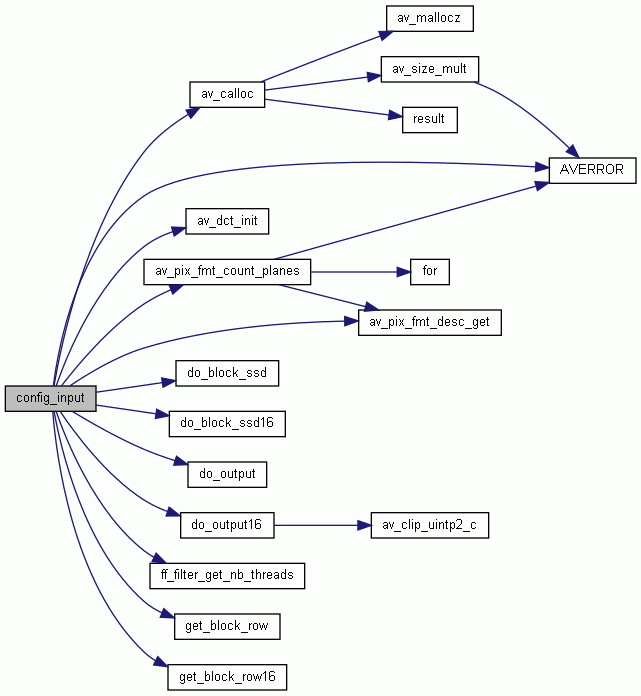 av_mallocz
av_size_mult
av_calloc
result
AVERROR
av_dct_init
av_pix_fmt_count_planes
for
av_pix_fmt_desc_get
do_block_ssd
config_input
do_block_ssd16
do_output
do_output16
av_clip_uintp2_c
ff_filter_get_nb_threads
get_block_row
get_block_row16